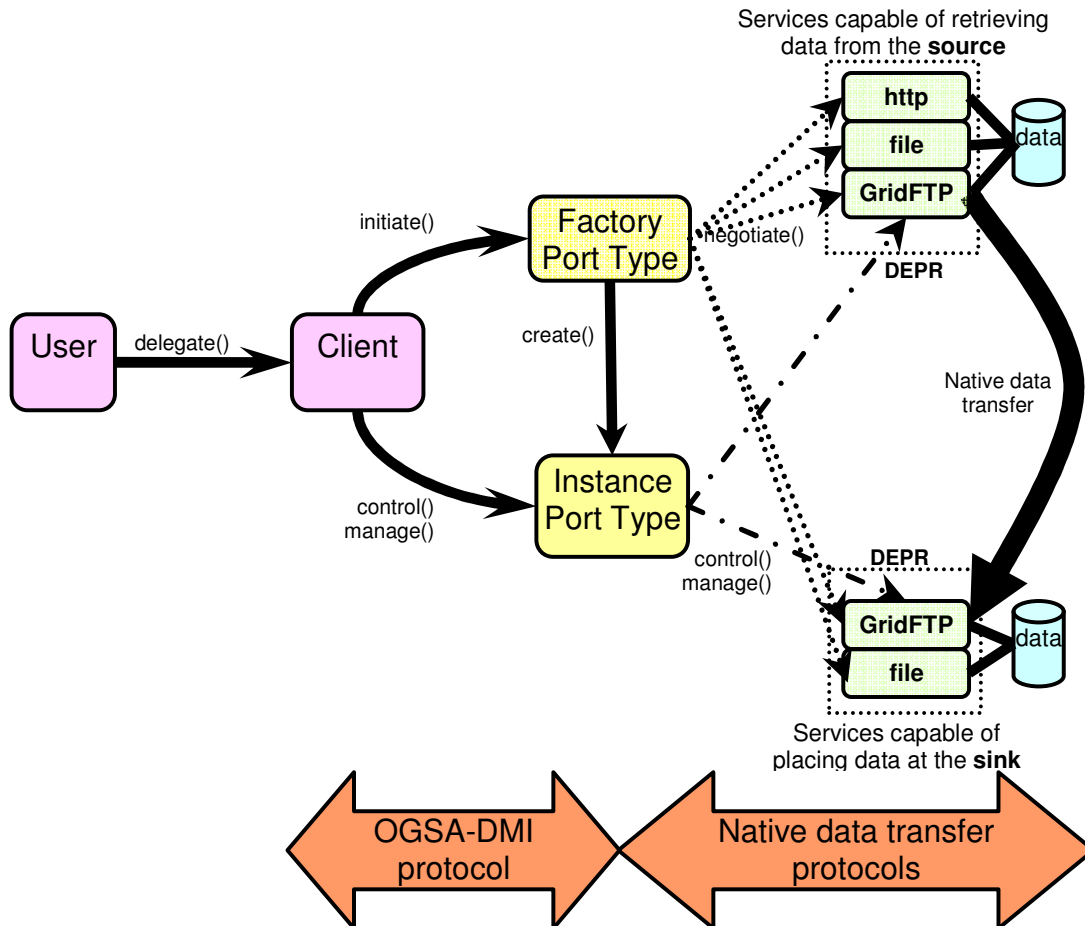 Services capable of retrieving
data from the source
http
file
GridFTP
data
DEPR
initiate()
Factory
Port Type
negotiate()
User
delegate()
Client
create()
Native data
transfer
control()
manage()
Instance
Port Type
control()
manage()
DEPR
GridFTP
file
data
Services capable of
placing data at the sink
OGSA-DMI
protocol
Native data transfer
protocols